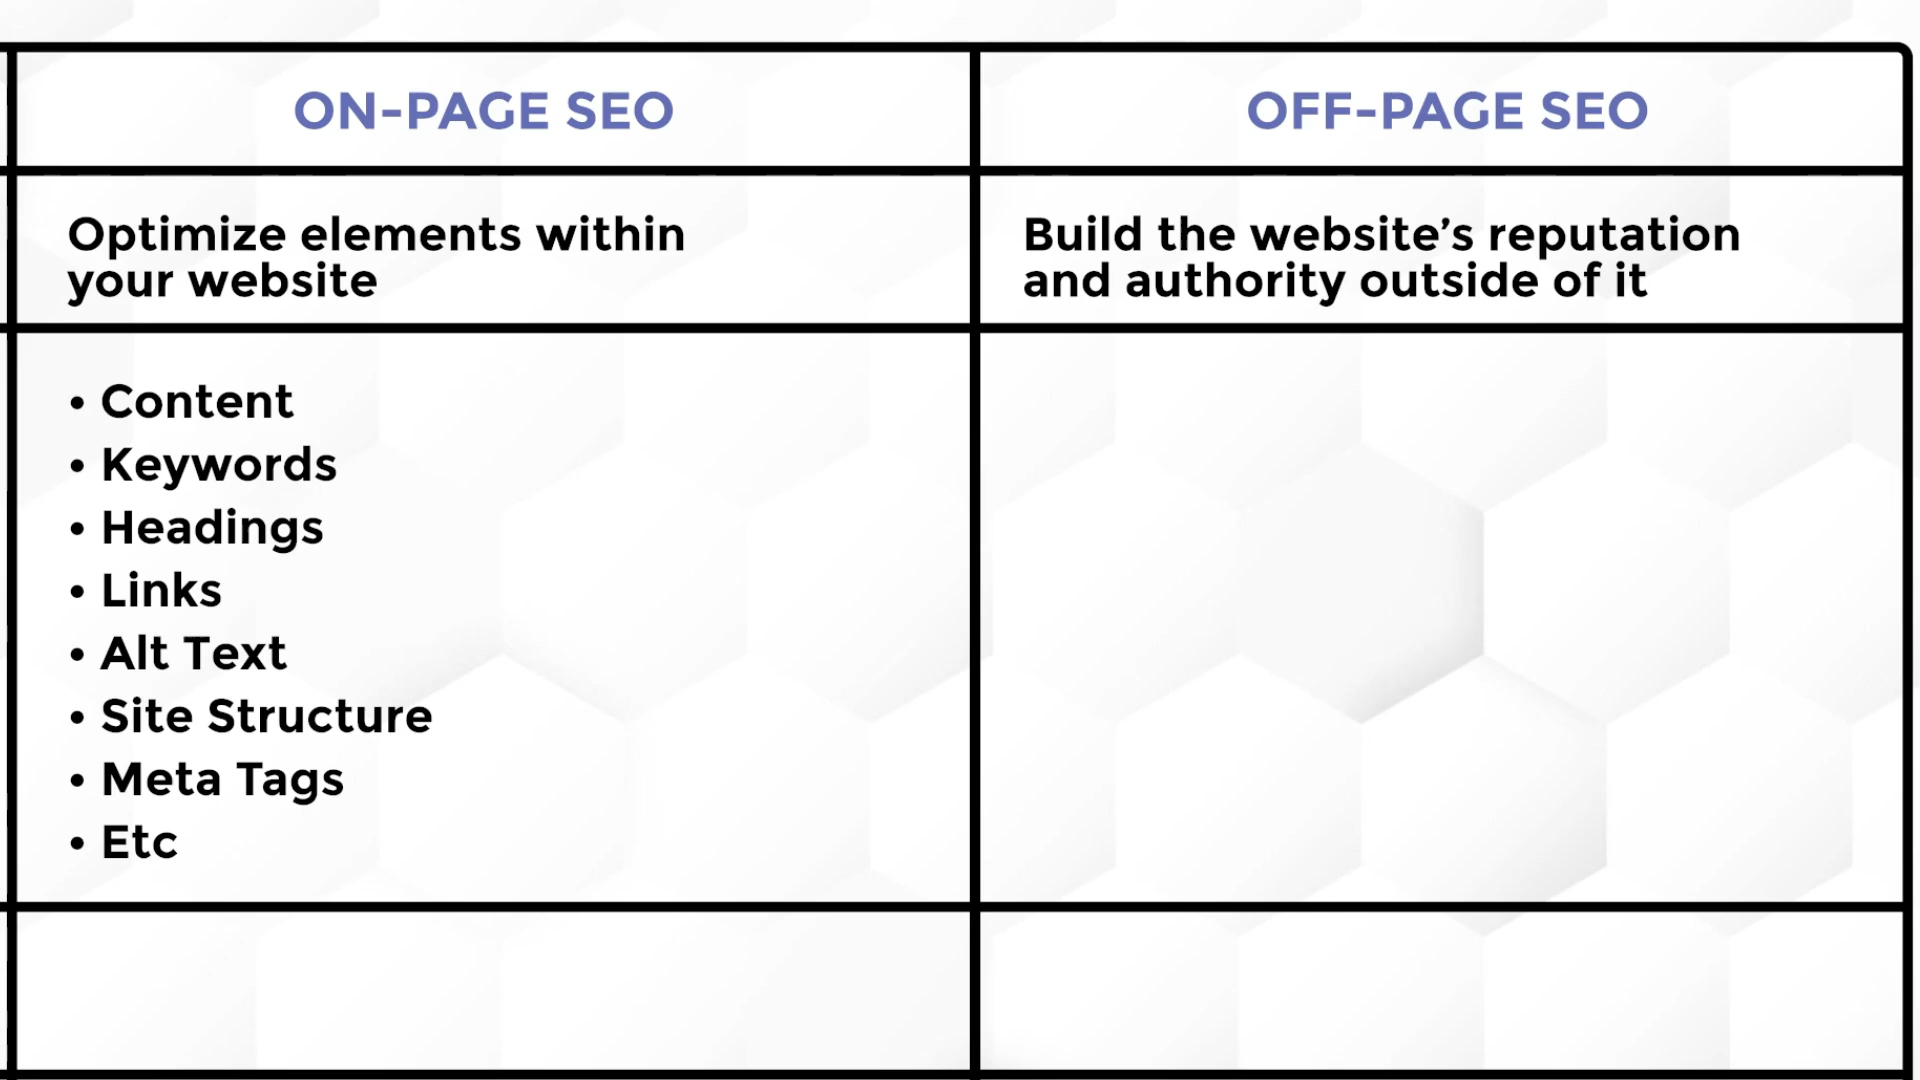 ON-PAGE SEO
OFF-PAGE SEO
Optimize elements within
your website
Build the website’s reputation
and authority outside of it
• Content
• Keywords
• Headings
• Links
• Alt Text
• Site Structure
• Meta Tags
• Etc